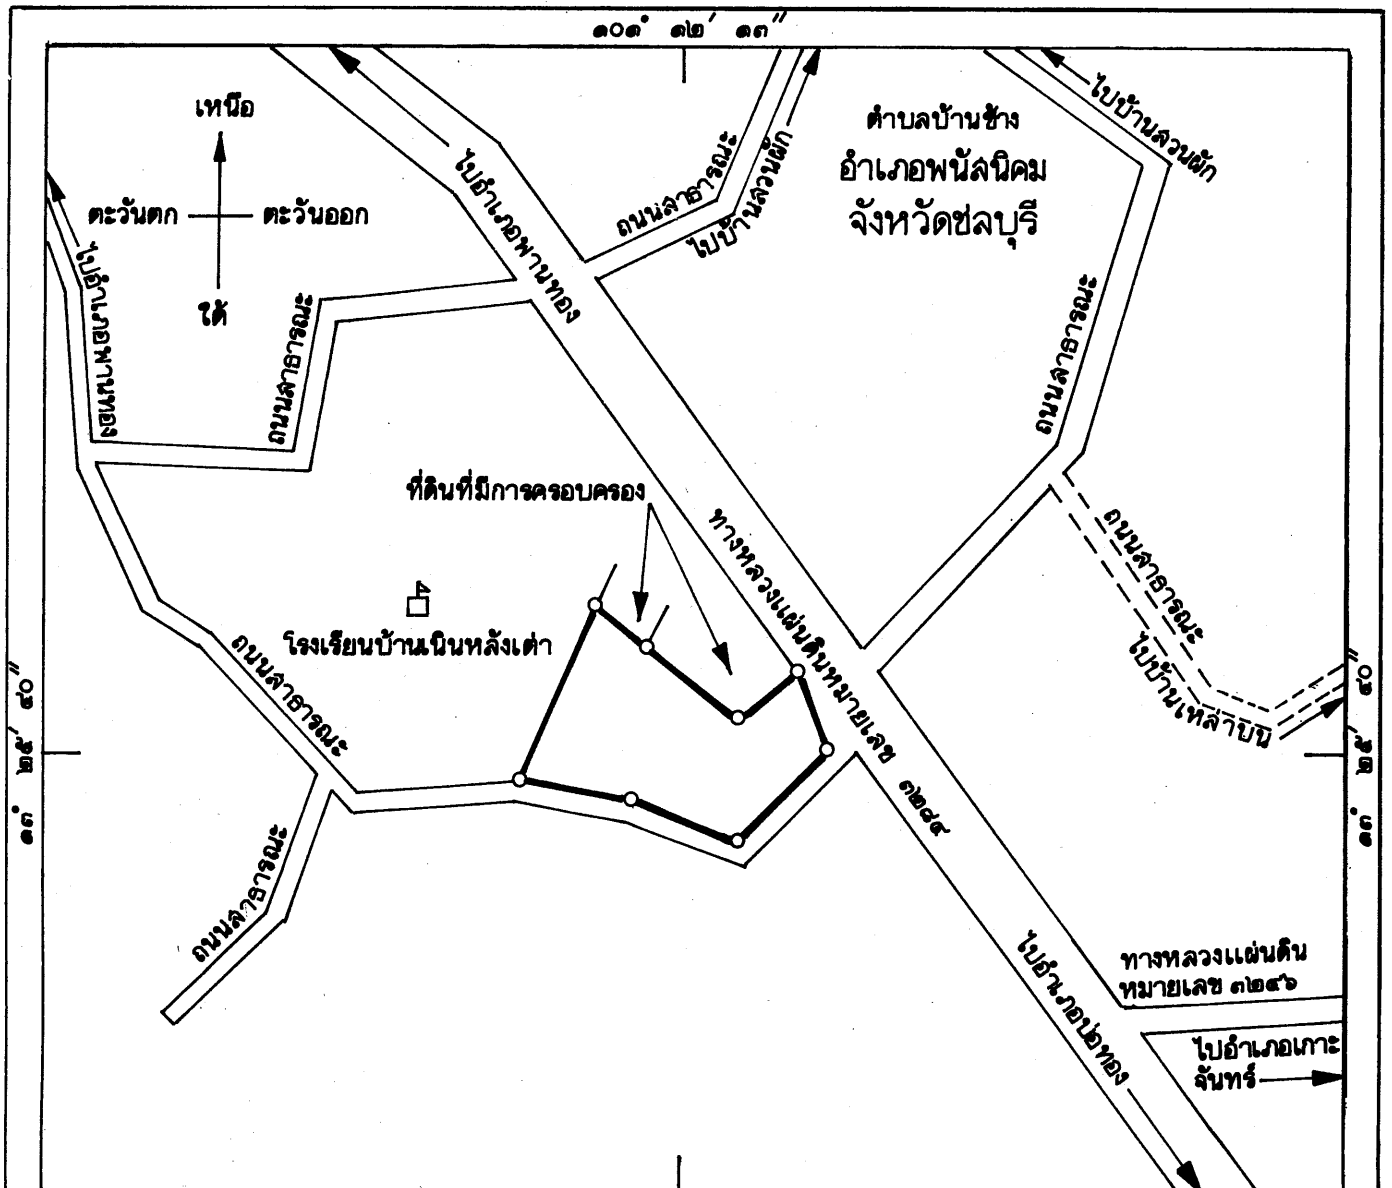 ๑๐๑° ๑๒′ ๑๓″
เหนือ
ตะวันตก
ตะวันออก
ใต้
ตำบลบ้านช้าง
อำเภอพนัสนิคม
จังหวัดชลบุรี
ไปบ้านสวนผัก
ถนนสาธารณะ
ไปบ้านสวนผัก
ไปอำเภอพานทอง
ไปอำเภอพานทอง
ถนนสาธารณะ
ถนนสาธารณะ
ที่ดินที่มีการครอบครอง
ทางหลวงแผ่นดินหมายเลข ๓๒๘๔
ถนนสาธารณะ
ไปบ้านเหล่าบน
โรงเรียนบ้านเนินหลังเต่า
ถนนสาธารณะ
๑๓° ๒๕′ ๔๐″
๑๓° ๒๕′ ๔๐″
ถนนสาธารณะ
ไปอำเภอบ่อทอง
ทางหลวงแผ่นดิน
หมายเลข ๓๒๔๖
ไปอำเภอเกาะ
จันทร์